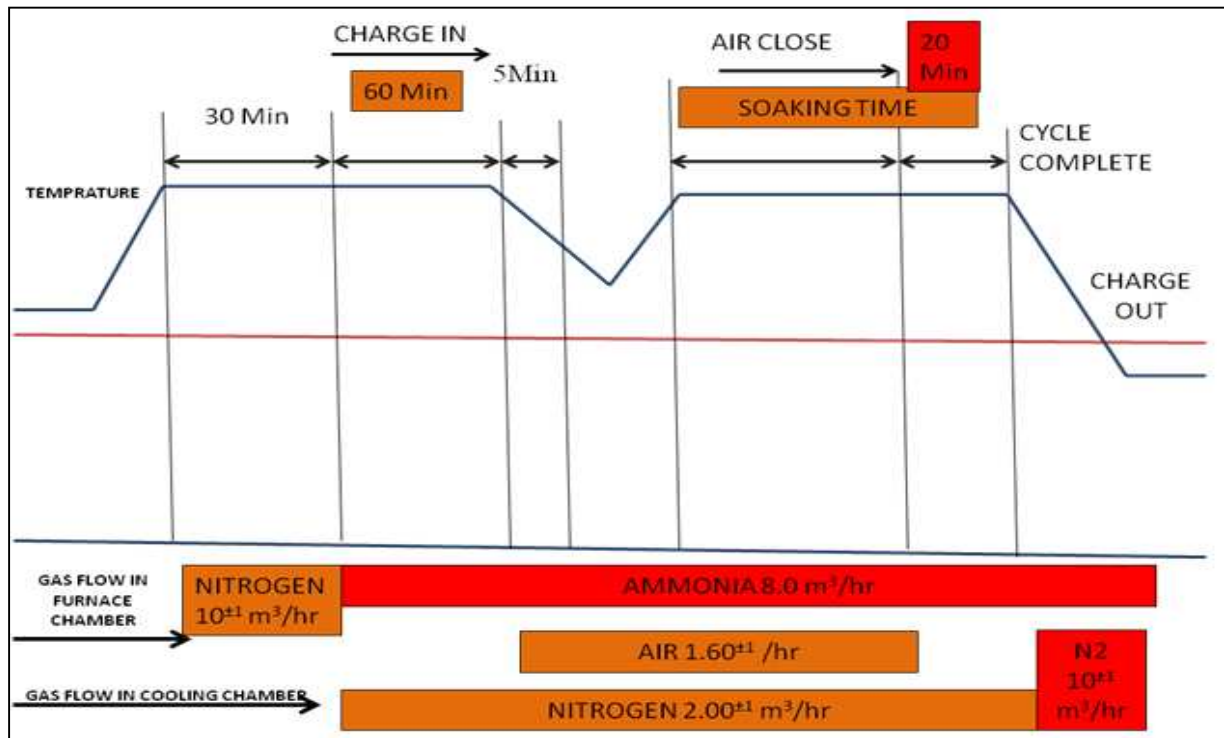 CHARGE IN
60 Min
5Min
30 Min
AIR CLOSE
20
Min
SOAKING TIME
CYCLE
COMPLETE
TEMPRATURE
CHARGE
OUT
GAS FLOW IN
FURNACE
CHAMBER
NITROGEN
10±1 m³/hr
AMMONIA 8.0 m³/hr
AIR 1.60±1 /hr
N2
10±1
m³/hr
GAS FLOW IN COOLING CHAMBER
NITROGEN 2.00±1 m³/hr